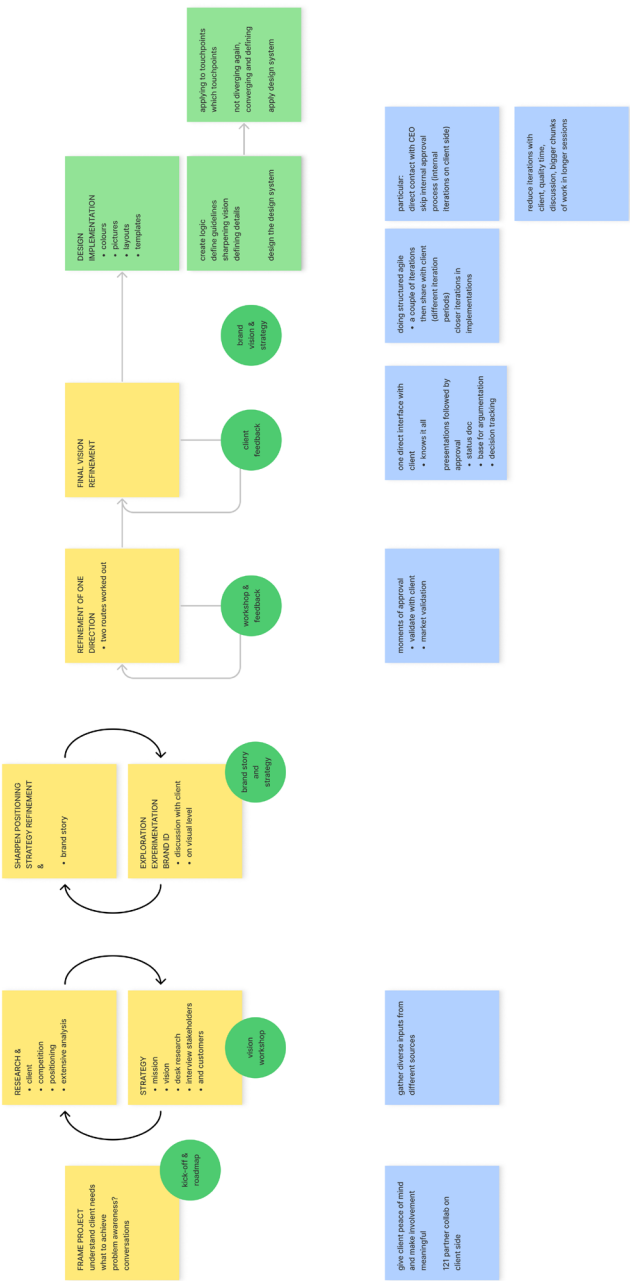 FRAME PROJECT
understand client needs
what to achieve
problem awareness?
conversations
kick-off &
roadmap
RESEARCH &
• client
• competition
• positioning
• extensive analysis
STRATEGY
• mission
• vision
• desk research
• interview stakeholders
• and customers
vision
workshop
SHARPEN POSITIONING
STRATEGY REFINEMENT
&
• brand story
EXPLORATION
EXPERIMENTATION
BRAND ID
• discussion with client
• on visual level
brand story
and
strategy
REFINEMENT OF ONE
DIRECTION
• two routes worked out
workshop &
feedback
FINAL VISION
REFINEMENT
client
feedback
brand
vision &
strategy
DESIGN
IMPLEMENTATION
• colours
• pictures
• layouts
• templates
create logic
define guidelines
sharpening vision
defining details
design the design system
applying to touchpoints
which touchpoints
not diverging again,
converging and defining
apply design system
give client peace of mind
and make involvement
meaningful
121 partner collab on
client side
gather diverse inputs from
different sources
moments of approval
• validate with client
• market validation
one direct interface with
client
• knows it all
presentations followed by
approval
• status doc
• base for argumentation
• decision tracking
doing structured agile
• a couple of iterations
then share with client
(different iteration
periods)
closer iterations in
implementations
particular:
direct contact with CEO
skip internal approval
process (internal
iterations on client side)
reduce iterations with
client, quality time,
discussion, bigger chunks
of work in longer sessions